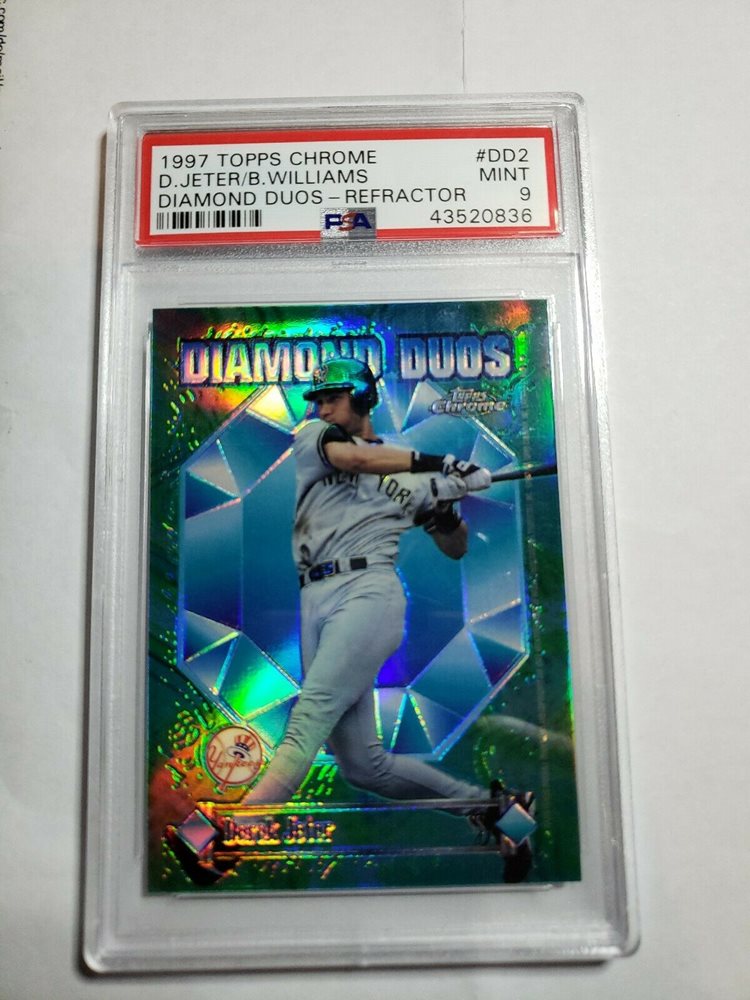 1997 TOPPS CHROME #DD2
D.JETER/B.WILLIAMS MINT
DIAMOND DUOS – REFRACTOR 9
PSA 43520836
DIAMOND DUOS
Topps
Chrome
NEW YORK
Yankees
Derek Jeter